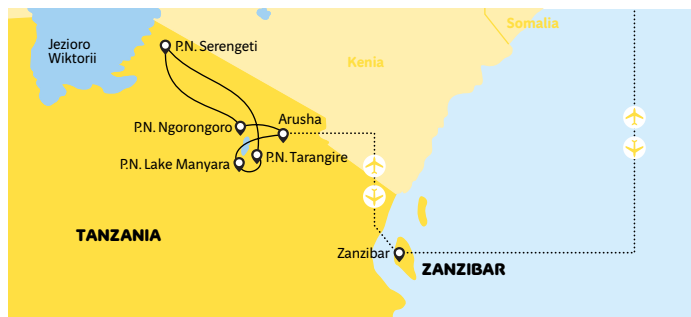 Somalia
Jezioro
Wiktorii
P.N. Serengeti
Kenia
Arusha
P.N. Ngorongoro
P.N. Tarangire
P.N. Lake Manyara
TANZANIA
Zanzibar
ZANZIBAR